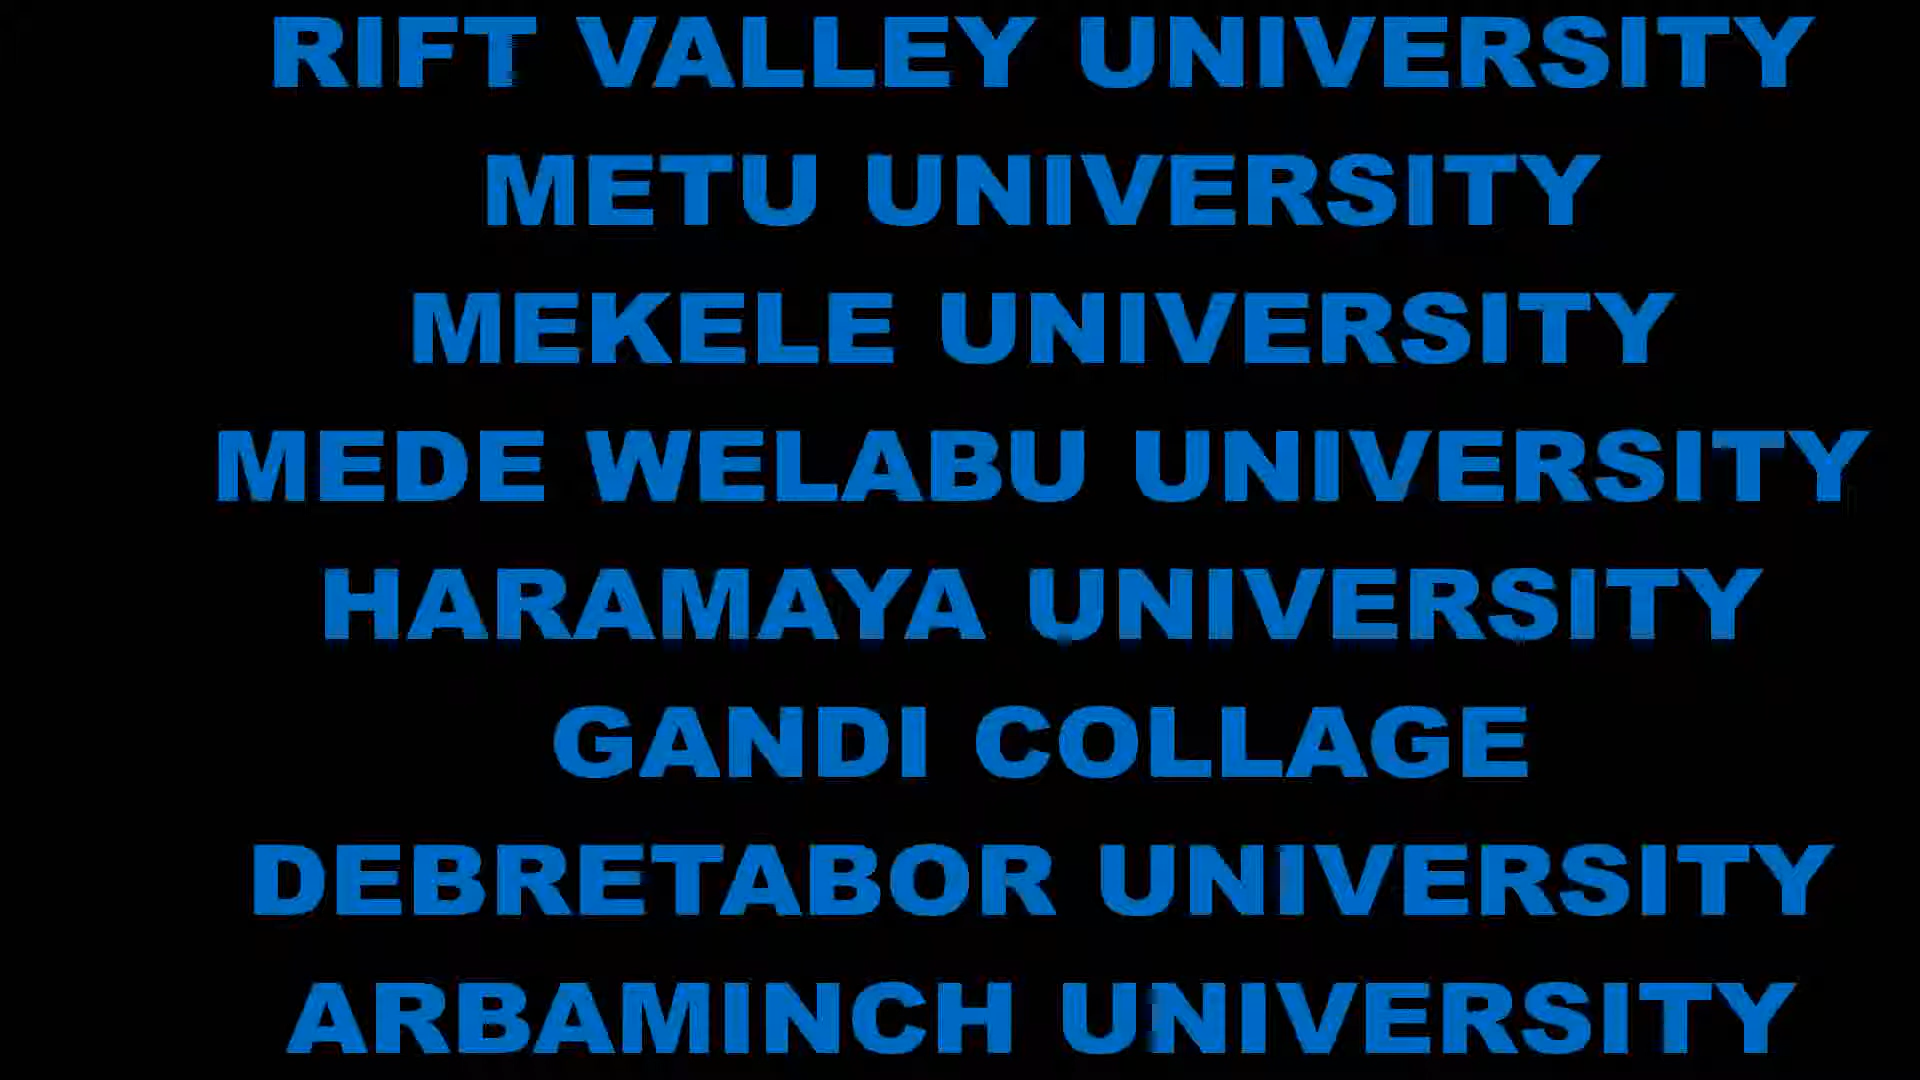 RIFT VALLEY UNIVERSITY
METU UNIVERSITY
MEKELE UNIVERSITY
MEDE WELABU UNIVERSITY
HARAMAYA UNIVERSITY
GANDI COLLAGE
DEBRETABOR UNIVERSITY
ARBAMINCH UNIVERSITY